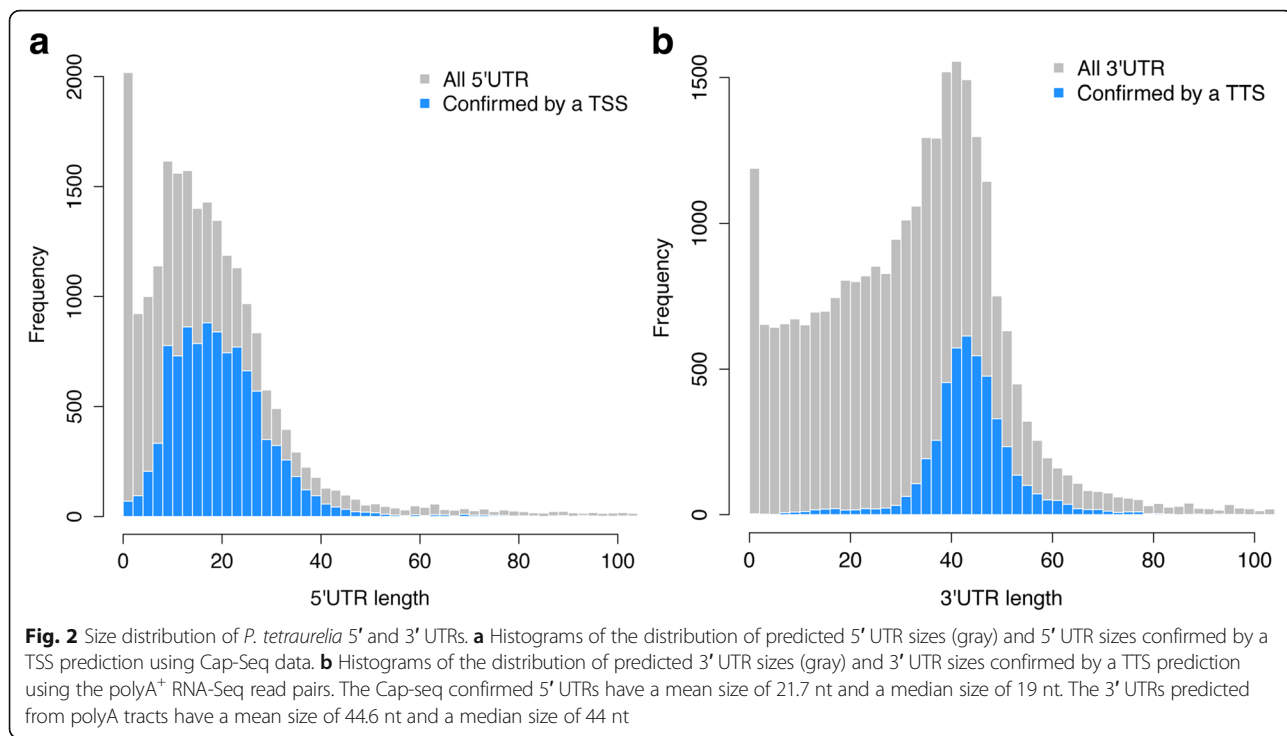 a
All 5'UTR
Confirmed by a TSS
Frequency
0
500
1000
1500
2000
0 20 40 60 80 100
5'UTR length
b
All 3'UTR
Confirmed by a TTS
Frequency
0
500
1000
1500
0 20 40 60 80 100
3'UTR length
Fig. 2 Size distribution of P. tetraurelia 5′ and 3′ UTRs. a Histograms of the distribution of predicted 5′ UTR sizes (gray) and 5′ UTR sizes confirmed by a
TSS prediction using Cap-Seq data. b Histograms of the distribution of predicted 3′ UTR sizes (gray) and 3′ UTR sizes confirmed by a TTS prediction
using the polyA+ RNA-Seq read pairs. The Cap-seq confirmed 5′ UTRs have a mean size of 21.7 nt and a median size of 19 nt. The 3′ UTRs predicted
from polyA tracts have a mean size of 44.6 nt and a median size of 44 nt